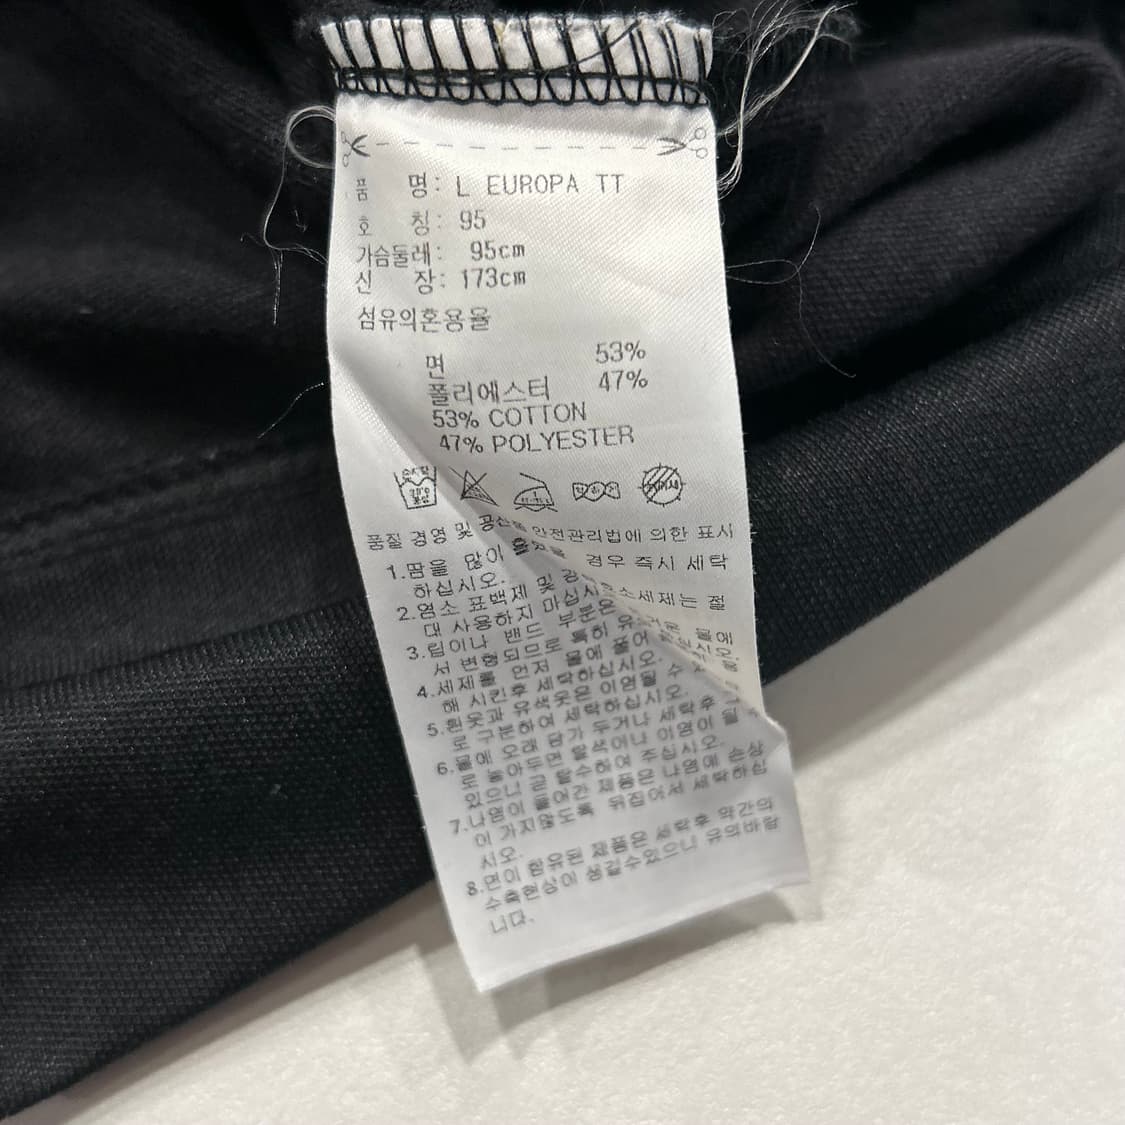 품 명: L EUROPA TT
호 칭: 95
가슴둘레: 95cm
신 장: 173cm
섬유의혼용율
면 53%
폴리에스터 47%
53% COTTON
47% POLYESTER
품질 경영 및 공산품 안전관리법에 의한 표시
1.땀을 많이 경우 즉시 세탁
하십시오.
2.염소 표백제 및 세제는 절
대 사용하지 마십시
3.립이나 밴드 부분은 물에
서 변형되므로 특히
4.세제를 먼저 물에 풀어
해 시킨후 세탁하십시오.
5.흰옷과 유색옷은 이염될 수
로 구분하여 세탁하십시오.
6.물에 오래 담가 두거나 세탁후
로 놓아두면 탈색이나 이염이 될
있으니 곧 탈수하여 주십시오.
7.나염이 들어간 제품은 나염에 손상
이 가지않도록 뒤집어서 세탁하십
시오.
8.면이 함유된 제품은 세탁후 약간의
수축현상이 생길수있으니 유의바랍
니다.